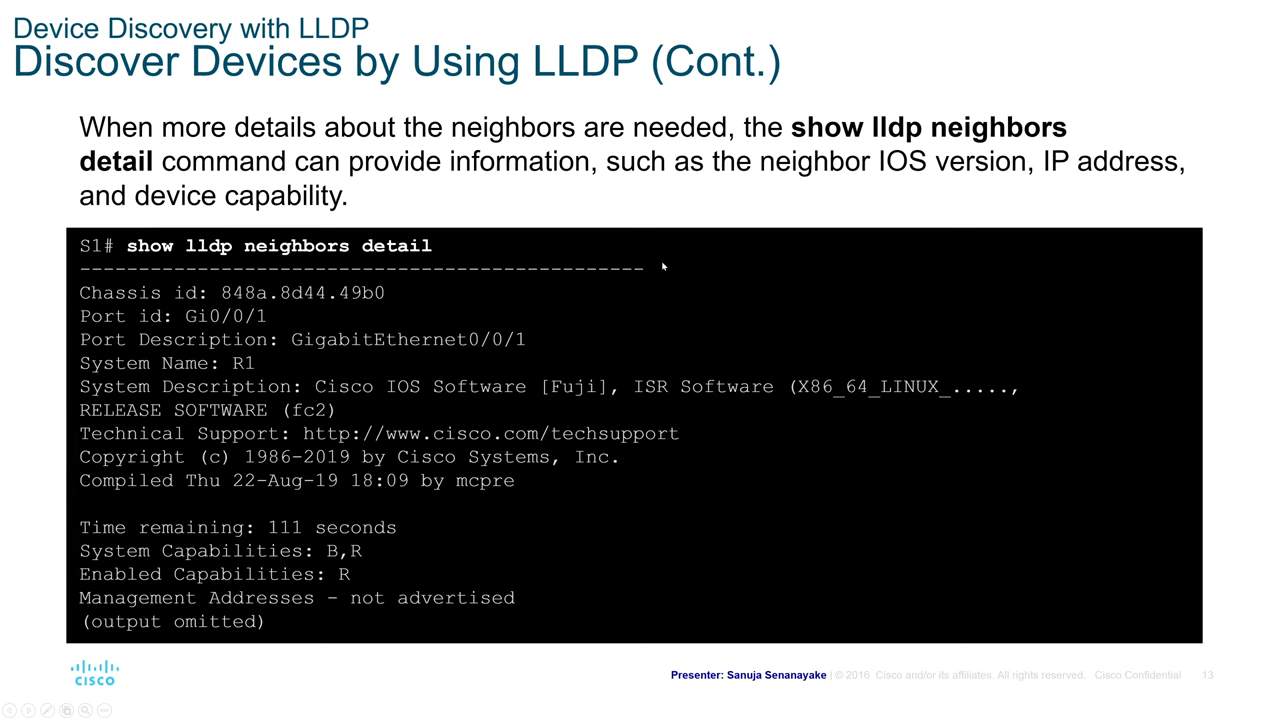 Device Discovery with LLDP
Discover Devices by Using LLDP (Cont.)
When more details about the neighbors are needed, the show lldp neighbors
detail command can provide information, such as the neighbor IOS version, IP address,
and device capability.
S1# show lldp neighbors detail
------------------------------------------------
Chassis id: 848a.8d44.49b0
Port id: Gi0/0/1
Port Description: GigabitEthernet0/0/1
System Name: R1
System Description: Cisco IOS Software [Fuji], ISR Software (X86_64_LINUX_.....,
RELEASE SOFTWARE (fc2)
Technical Support: http://www.cisco.com/techsupport
Copyright (c) 1986-2019 by Cisco Systems, Inc.
Compiled Thu 22-Aug-19 18:09 by mcpre
Time remaining: 111 seconds
System Capabilities: B,R
Enabled Capabilities: R
Management Addresses - not advertised
(output omitted)
CISCO
Presenter: Sanuja Senanayake | © 2016 Cisco and/or its affiliates. All rights reserved. Cisco Confidential 13